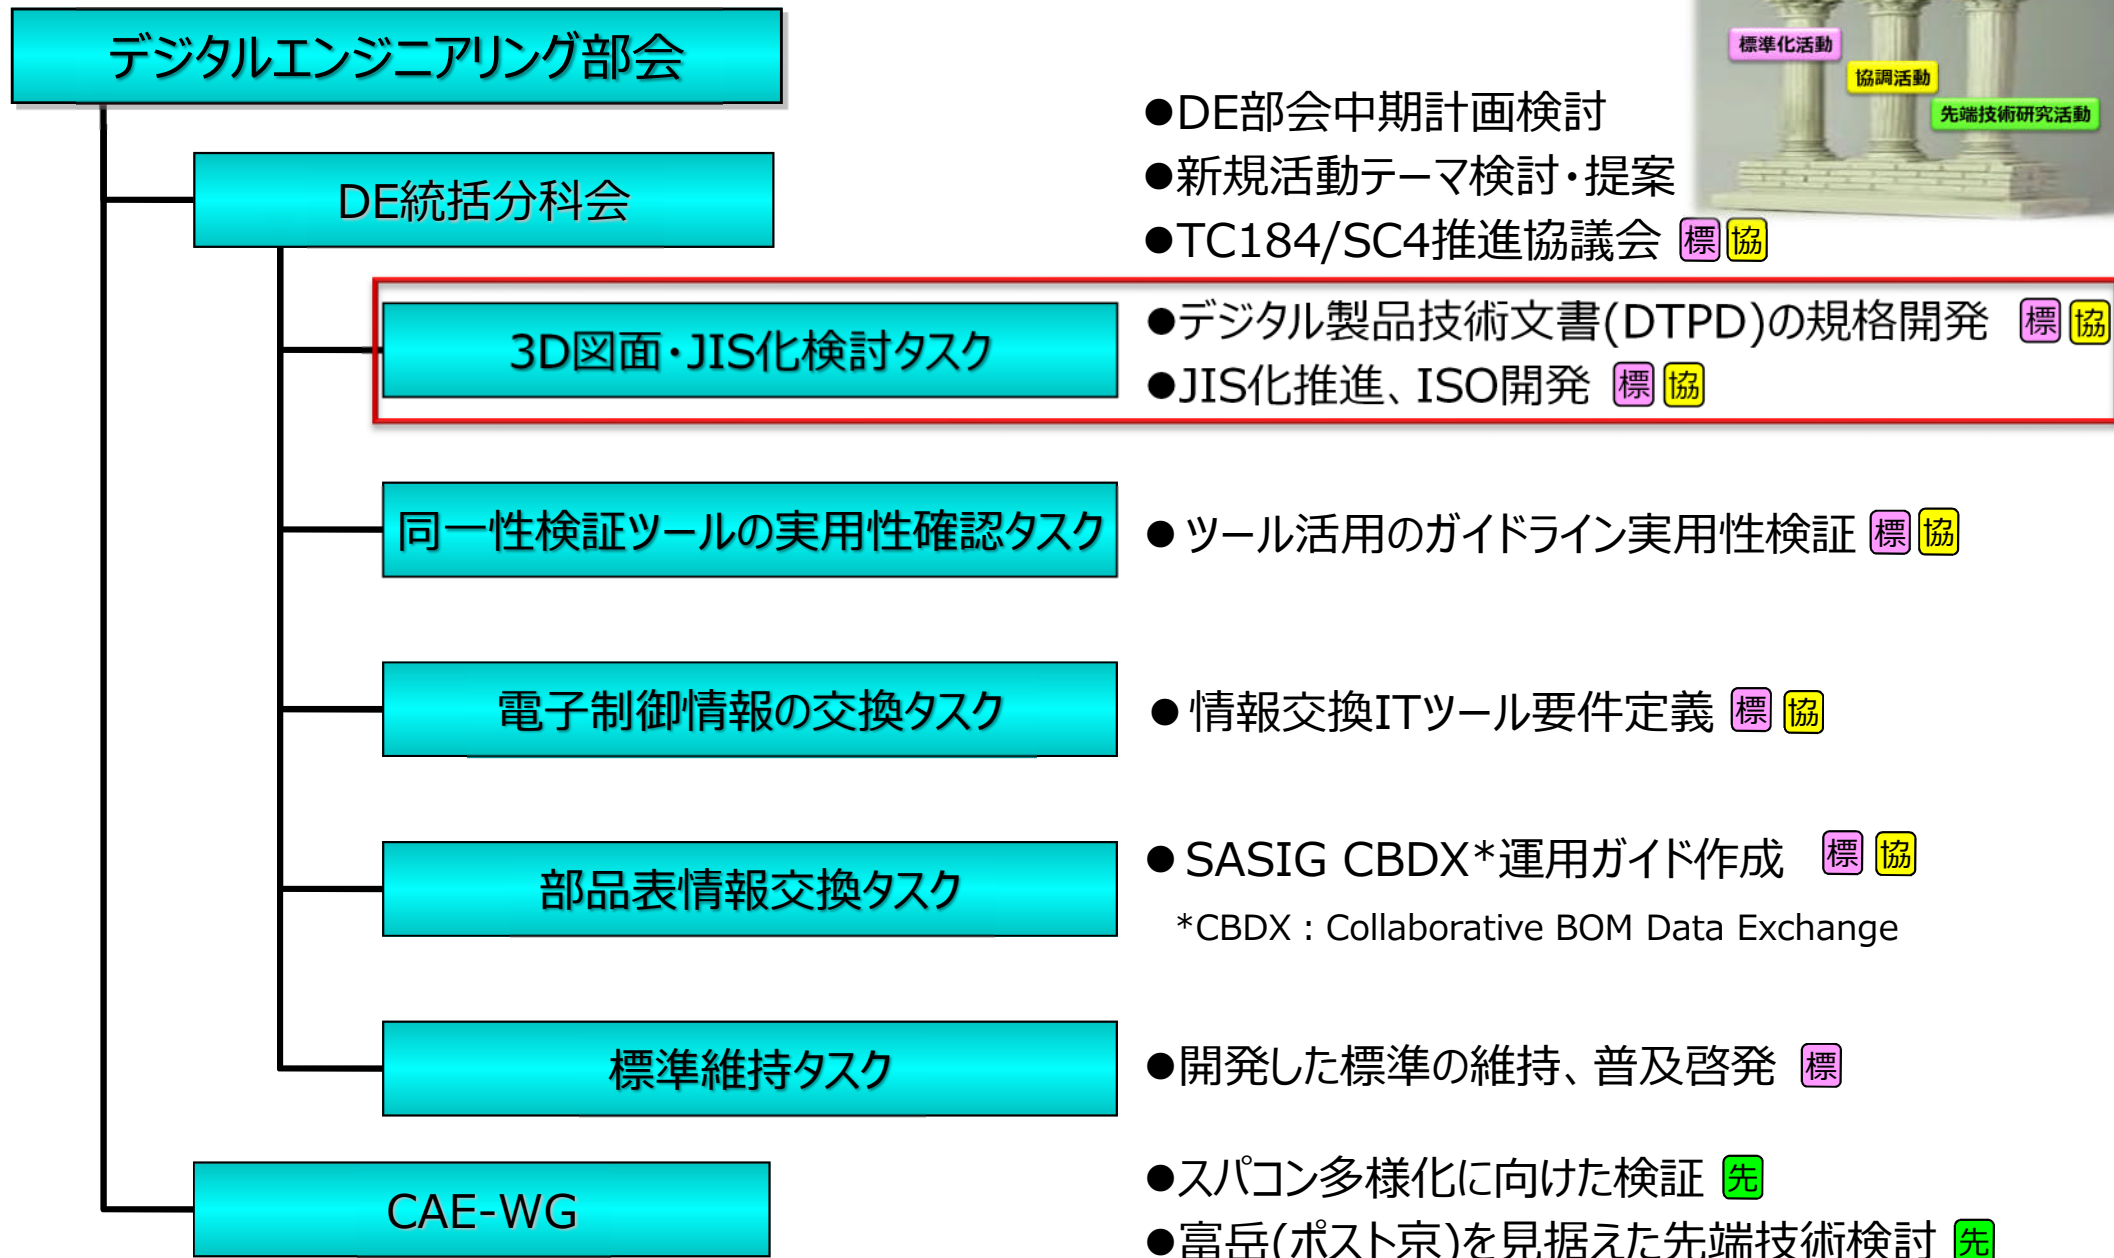 デジタルエンジニアリング部会
標準化活動
協調活動
先端技術研究活動
DE統括分科会
●DE部会中期計画検討
●新規活動テーマ検討・提案
●TC184/SC4推進協議会 標 協
3D図面・JIS化検討タスク
●デジタル製品技術文書(DTPD)の規格開発 標 協
●JIS化推進、ISO開発 標 協
同一性検証ツールの実用性確認タスク
● ツール活用のガイドライン実用性検証 標 協
電子制御情報の交換タスク
● 情報交換ITツール要件定義 標 協
部品表情報交換タスク
● SASIG CBDX*運用ガイド作成 標 協
*CBDX : Collaborative BOM Data Exchange
標準維持タスク
●開発した標準の維持、普及啓発 標
CAE-WG
●スパコン多様化に向けた検証 先
●富岳(ポスト京)を見据えた先端技術検討 先